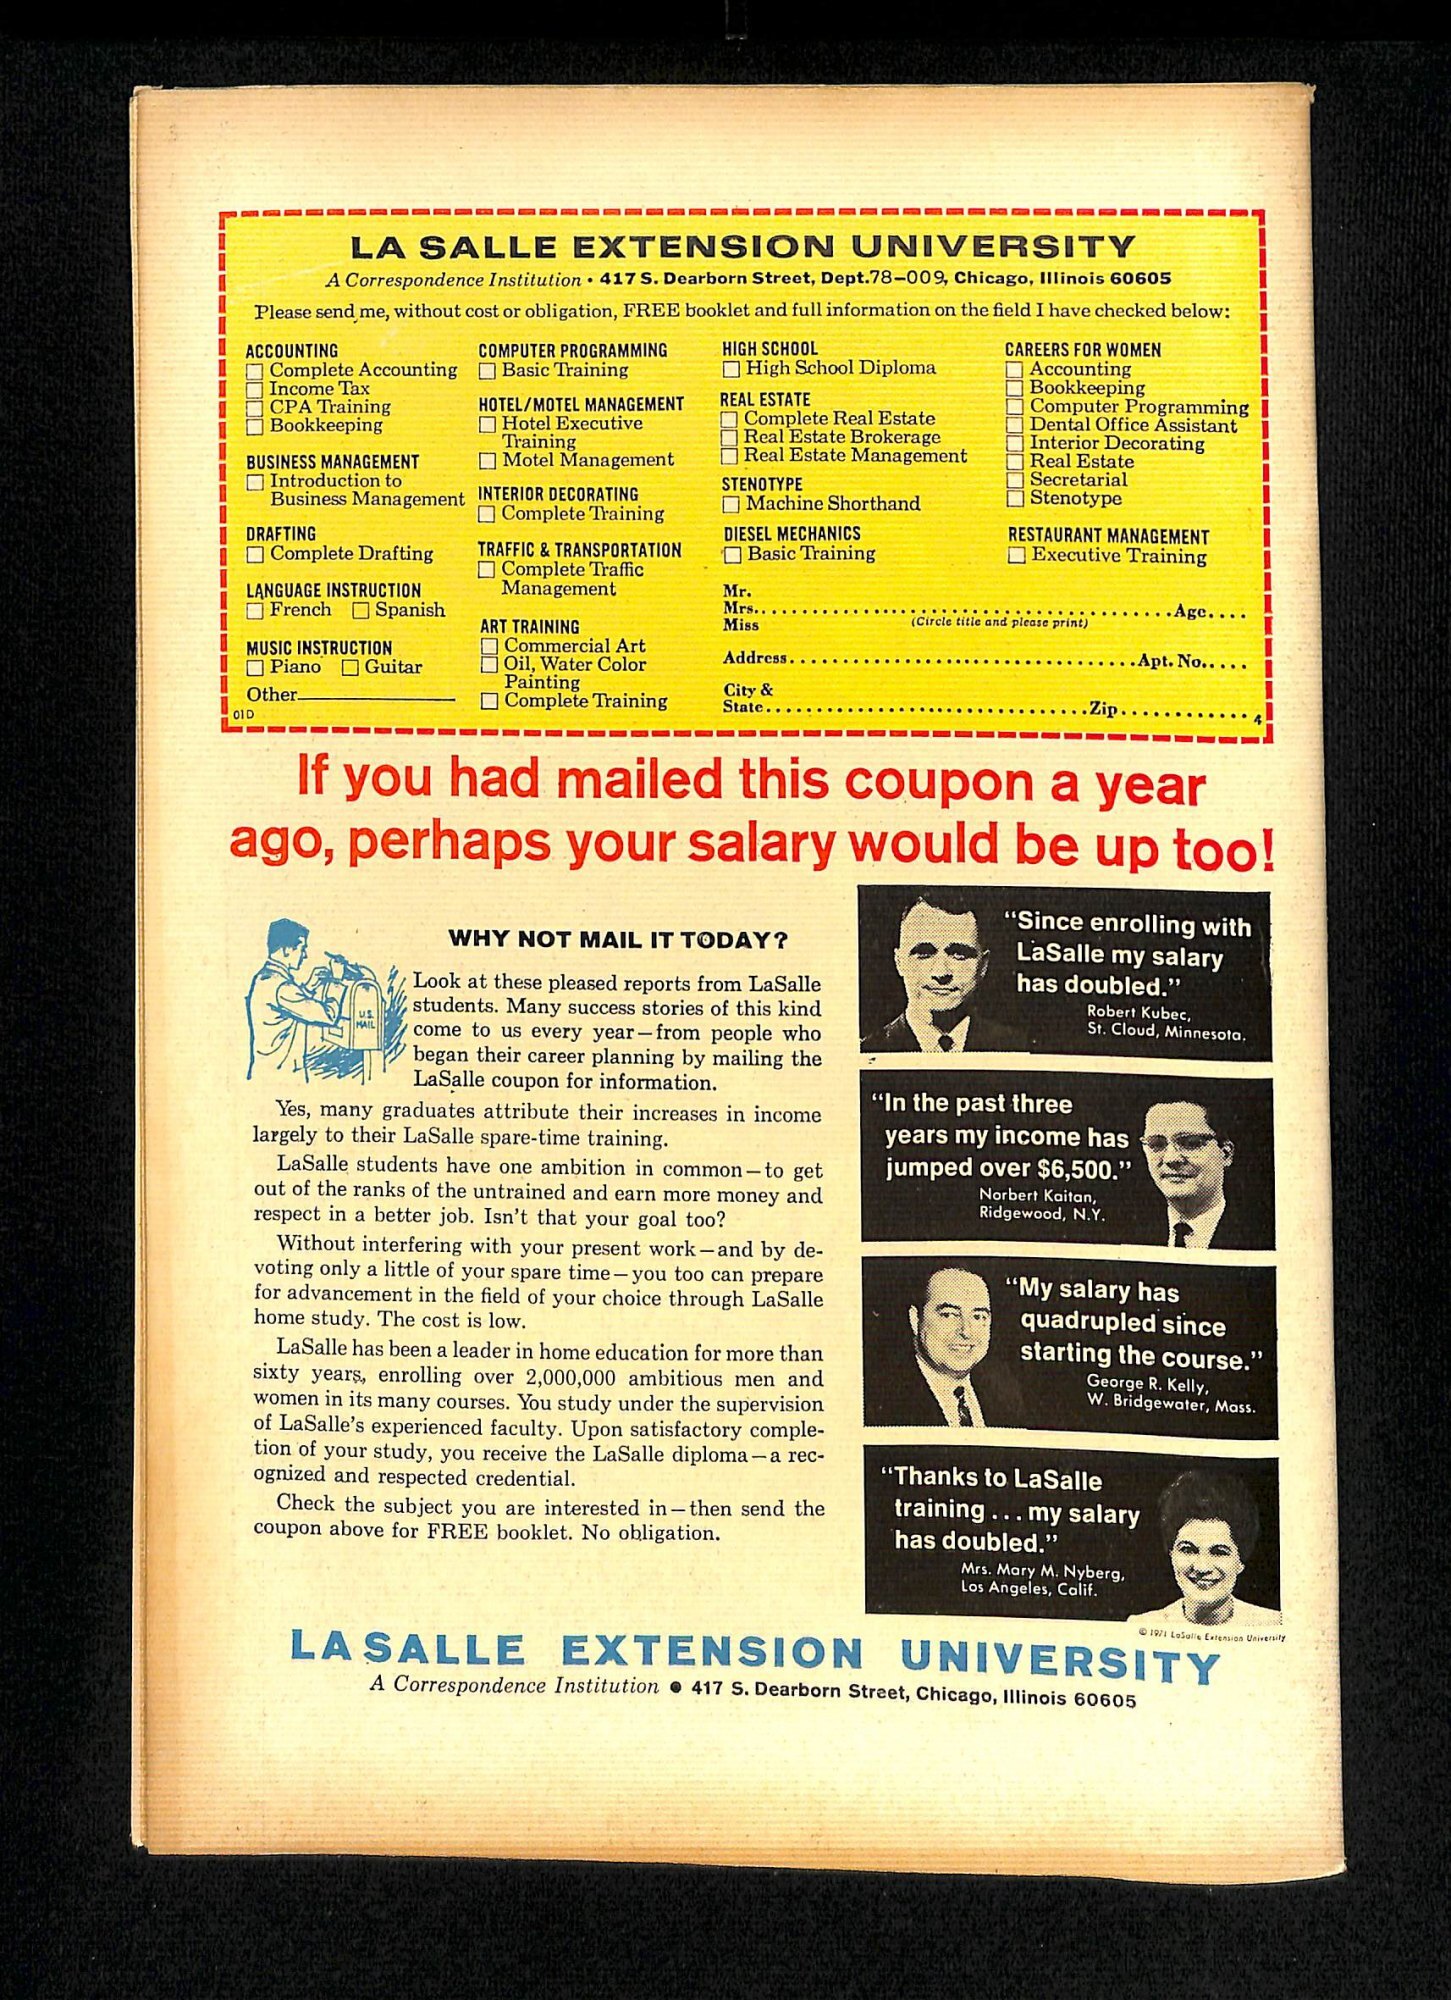 LA SALLE EXTENSION UNIVERSITY
A Correspondence Institution • 417 S. Dearborn Street, Dept.78-009, Chicago, Illinois 60605
Please send me, without cost or obligation, FREE booklet and full information on the field I have checked below:
ACCOUNTING
Complete Accounting
Income Tax
CPA Training
Bookkeeping
BUSINESS MANAGEMENT
Introduction to
Business Management
DRAFTING
Complete Drafting
LANGUAGE INSTRUCTION
French Spanish
MUSIC INSTRUCTION
Piano Guitar
Other
01D
COMPUTER PROGRAMMING
Basic Training
HOTEL/MOTEL MANAGEMENT
Hotel Executive
Training
Motel Management
INTERIOR DECORATING
Complete Training
TRAFFIC & TRANSPORTATION
Complete Traffic
Management
ART TRAINING
Commercial Art
Oil, Water Color
Painting
Complete Training
HIGH SCHOOL
High School Diploma
REAL ESTATE
Complete Real Estate
Real Estate Brokerage
Real Estate Management
STENOTYPE
Machine Shorthand
DIESEL MECHANICS
Basic Training
CAREERS FOR WOMEN
Accounting
Bookkeeping
Computer Programming
Dental Office Assistant
Interior Decorating
Real Estate
Secretarial
Stenotype
RESTAURANT MANAGEMENT
Executive Training
Mr.
Mrs. Age
Miss (Circle title and please print)
Address Apt. No.
City &
State Zip 4
If you had mailed this coupon a year
ago, perhaps your salary would be up too!
WHY NOT MAIL IT TODAY?
U.S.
MAIL
Look at these pleased reports from LaSalle
students. Many success stories of this kind
come to us every year—from people who
began their career planning by mailing the
LaSalle coupon for information.
Yes, many graduates attribute their increases in income
largely to their LaSalle spare-time training.
LaSalle students have one ambition in common—to get
out of the ranks of the untrained and earn more money and
respect in a better job. Isn't that your goal too?
Without interfering with your present work—and by de-
voting only a little of your spare time—you too can prepare
for advancement in the field of your choice through LaSalle
home study. The cost is low.
LaSalle has been a leader in home education for more than
sixty years, enrolling over 2,000,000 ambitious men and
women in its many courses. You study under the supervision
of LaSalle's experienced faculty. Upon satisfactory comple-
tion of your study, you receive the LaSalle diploma—a rec-
ognized and respected credential.
Check the subject you are interested in—then send the
coupon above for FREE booklet. No obligation.
"Since enrolling with
LaSalle my salary
has doubled."
Robert Kubec,
St. Cloud, Minnesota.
"In the past three
years my income has
jumped over $6,500."
Norbert Kaitan,
Ridgewood, N.Y.
"My salary has
quadrupled since
starting the course."
George R. Kelly,
W. Bridgewater, Mass.
"Thanks to LaSalle
training ... my salary
has doubled."
Mrs. Mary M. Nyberg,
Los Angeles, Calif.
© 1971 LaSalle Extension University
LASALLE EXTENSION UNIVERSITY
A Correspondence Institution • 417 S. Dearborn Street, Chicago, Illinois 60605